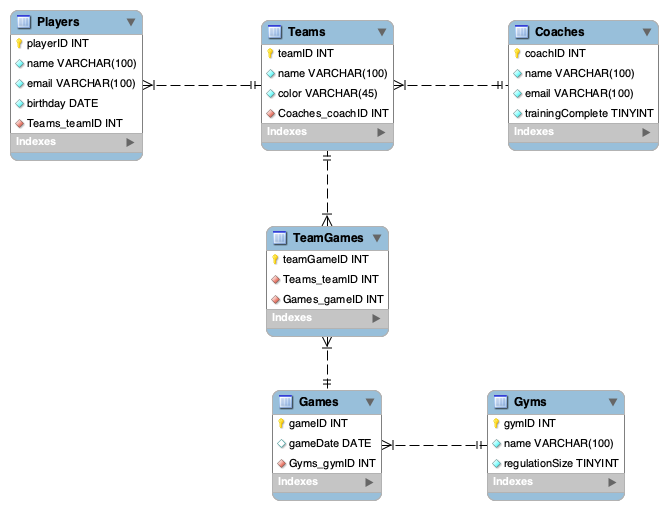 Players
playerID INT
name VARCHAR(100)
email VARCHAR(100)
birthday DATE
Teams_teamID INT
Indexes
Teams
teamID INT
name VARCHAR(100)
color VARCHAR(45)
Coaches_coachID INT
Indexes
Coaches
coachID INT
name VARCHAR(100)
email VARCHAR(100)
trainingComplete TINYINT
Indexes
TeamGames
teamGameID INT
Teams_teamID INT
Games_gameID INT
Indexes
Games
gameID INT
gameDate DATE
Gyms_gymID INT
Indexes
Gyms
gymID INT
name VARCHAR(100)
regulationSize TINYINT
Indexes